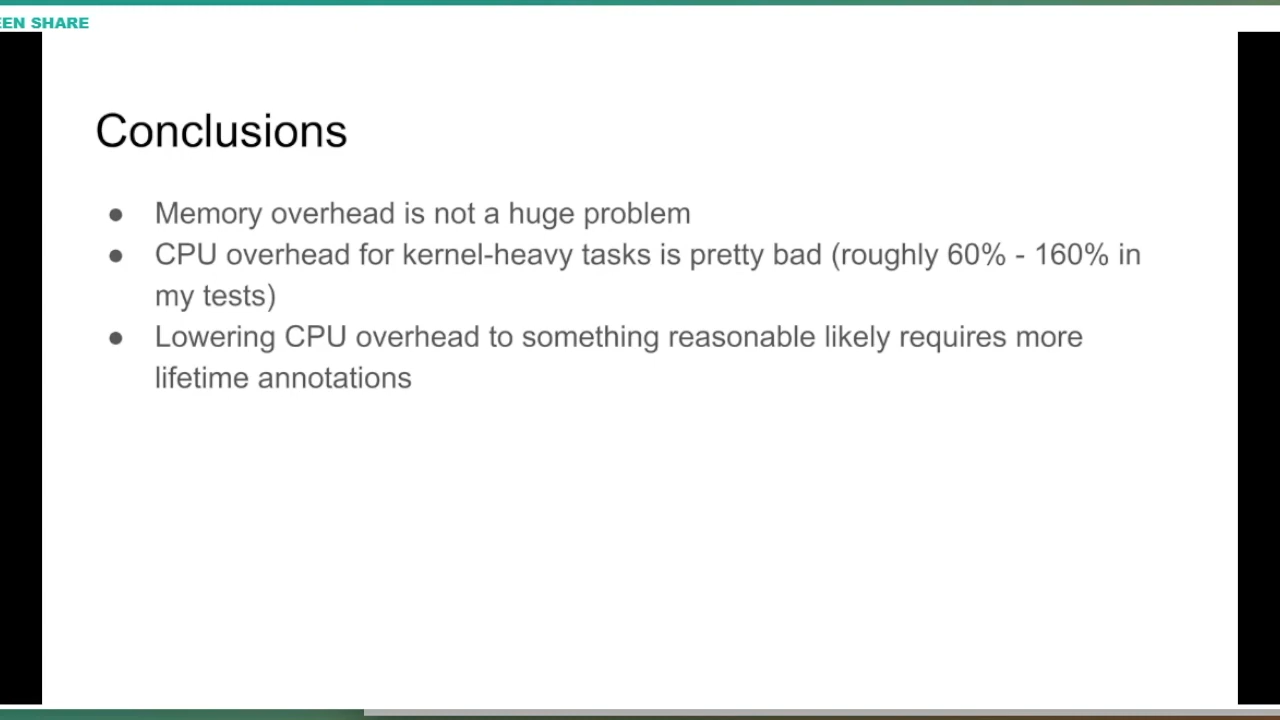 EEN SHARE
Conclusions
● Memory overhead is not a huge problem
● CPU overhead for kernel-heavy tasks is pretty bad (roughly 60% - 160% in
my tests)
● Lowering CPU overhead to something reasonable likely requires more
lifetime annotations